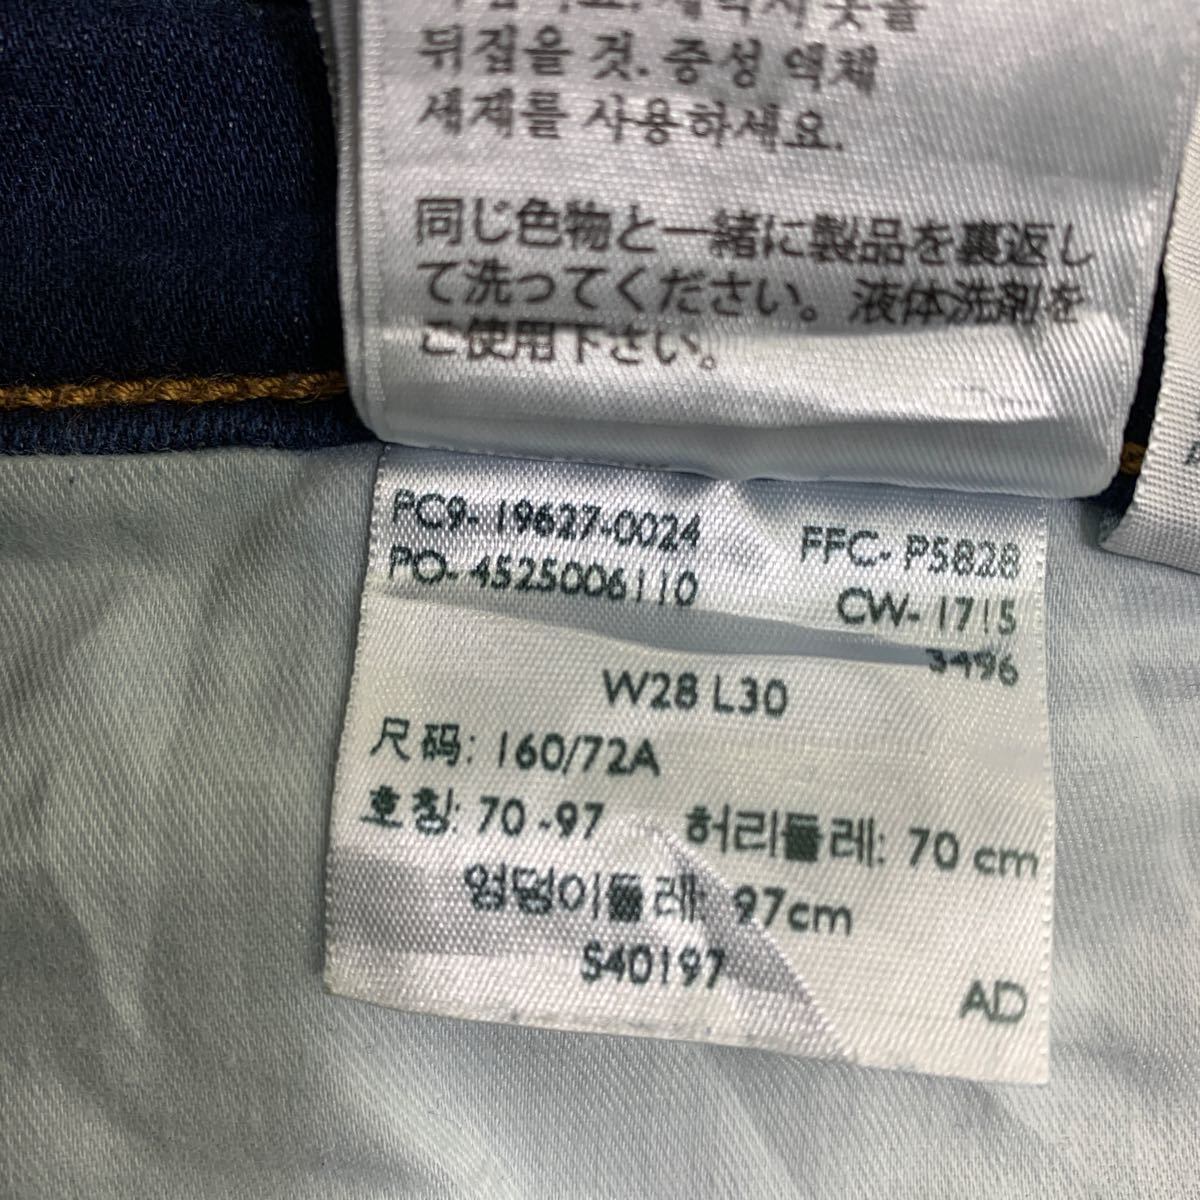 뒤집을 것. 중성 액체
세제를 사용하세요.
同じ色物と一緒に製品を裏返し
て洗ってください。液体洗剤を
ご使用下さい。
PC9- 19627-0024
FFC- P5828
PO- 4525006110
CW- 1715
3496
W28 L30
尺码: 160/72A
호칭: 70 -97
허리둘레: 70 cm
엉덩이둘레: 97cm
S40197
AD